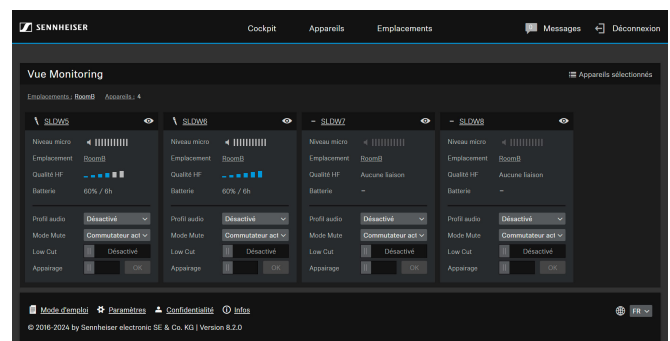 SENNHEISER Cockpit Appareils Emplacements Messages Déconnexion
Vue Monitoring Appareils sélectionnés
Emplacements : RoomB Appareils : 4
SLDW5 SLDW6 SLDW7 SLDW8
Niveau micro Niveau micro Niveau micro Niveau micro
Emplacement RoomB Emplacement RoomB Emplacement RoomB Emplacement RoomB
Qualité HF Qualité HF Qualité HF Aucune liaison Qualité HF Aucune liaison
Batterie 60% / 6h Batterie 60% / 6h Batterie – Batterie –
Profil audio Désactivé Profil audio Désactivé Profil audio Désactivé Profil audio Désactivé
Mode Mute Commutateur act Mode Mute Commutateur act Mode Mute Commutateur act Mode Mute Commutateur act
Low Cut Désactivé Low Cut Désactivé Low Cut Désactivé Low Cut Désactivé
Appairage OK Appairage OK Appairage OK Appairage OK
Mode d'emploi Paramètres Confidentialité Infos FR
© 2016-2024 by Sennheiser electronic SE & Co. KG | Version 8.2.0